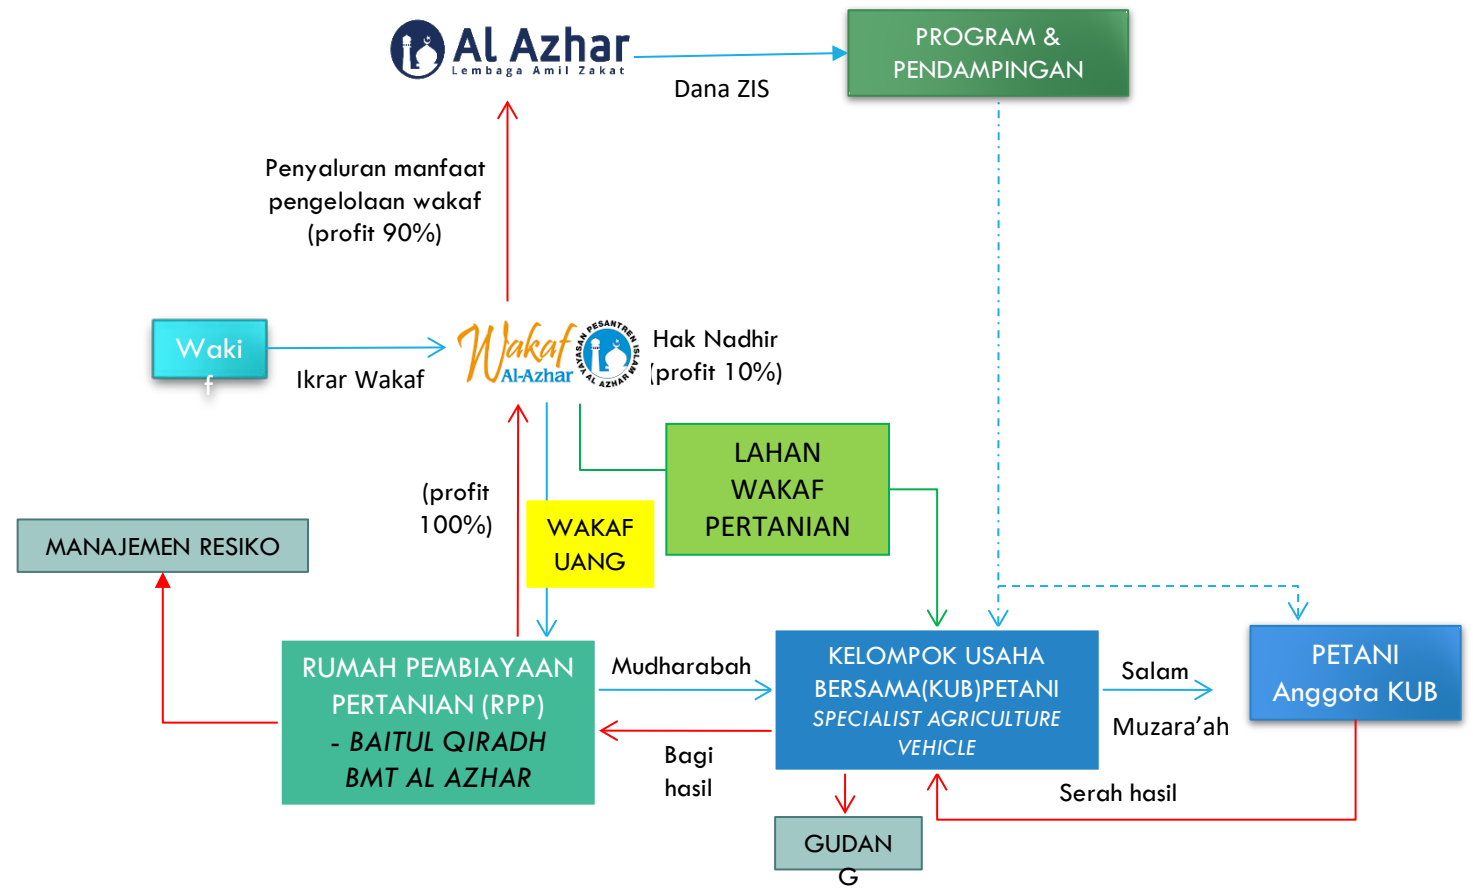 Al Azhar
Lembaga Amil Zakat
Dana ZIS
PROGRAM &
PENDAMPINGAN
Penyaluran manfaat
pengelolaan wakaf
(profit 90%)
Waki
f
Ikrar Wakaf
Wakaf
Al-Azhar
YAYASAN PESANTREN ISLAM
AL AZHAR
Hak Nadhir
(profit 10%)
LAHAN
WAKAF
PERTANIAN
(profit
100%)
WAKAF
UANG
MANAJEMEN RESIKO
RUMAH PEMBIAYAAN
PERTANIAN (RPP)
- BAITUL QIRADH
BMT AL AZHAR
Mudharabah
Bagi
hasil
KELOMPOK USAHA
BERSAMA(KUB)PETANI
SPECIALIST AGRICULTURE
VEHICLE
Salam
Muzara’ah
PETANI
Anggota KUB
Serah hasil
GUDAN
G